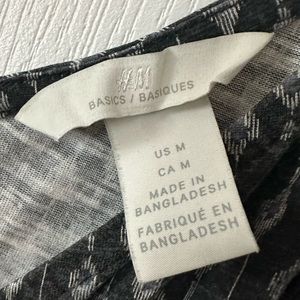 H&M
BASICS / BASIQUES
US M
CA M
MADE IN
BANGLADESH
FABRIQUÉ EN
BANGLADESH